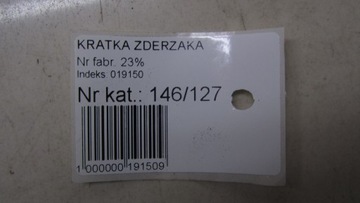 KRATKA ZDERZAKA
Nr fabr. 23%
Indeks. 019150
Nr kat.: 146/127
1 000000 191509